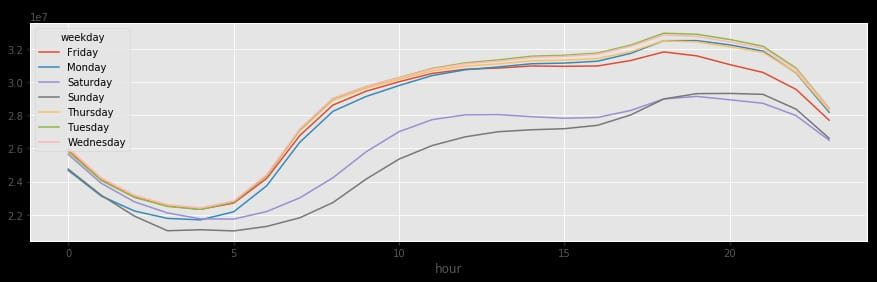 1e7
weekday
Friday
Monday
Saturday
Sunday
Thursday
Tuesday
Wednesday
3.2
3.0
2.8
2.6
2.4
2.2
0 5 10 15 20
hour